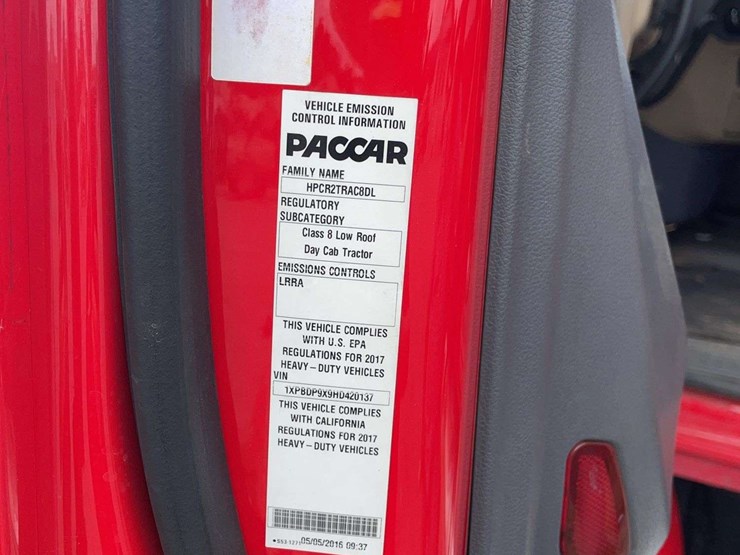 VEHICLE EMISSION
CONTROL INFORMATION
PACCAR
FAMILY NAME
HPCR2TRAC8DL
REGULATORY
SUBCATEGORY
Class 8 Low Roof
Day Cab Tractor
EMISSIONS CONTROLS
LRRA
THIS VEHICLE COMPLIES
WITH U.S. EPA
REGULATIONS FOR 2017
HEAVY-DUTY VEHICLES
VIN
1XPBDP9X9HD420137
THIS VEHICLE COMPLIES
WITH CALIFORNIA
REGULATIONS FOR 2017
HEAVY-DUTY VEHICLES
05/05/2016 09:37